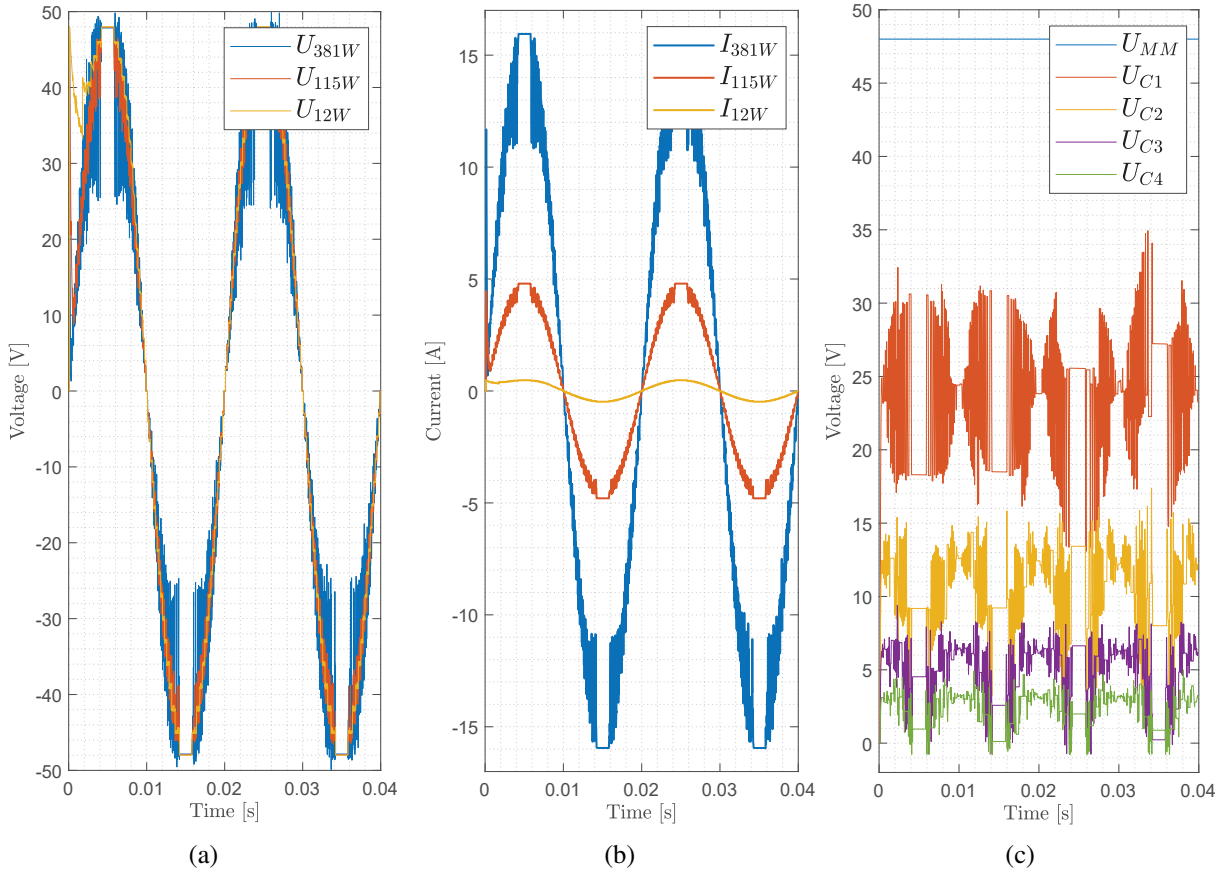 50
40
30
20
10
0
-10
-20
-30
-40
-50
Voltage [V]
0
0.01
0.02
0.03
0.04
Time [s]
U381W
U115W
U12W
(a)
15
10
5
0
-5
-10
-15
Current [A]
0
0.01
0.02
0.03
0.04
Time [s]
I381W
I115W
I12W
(b)
50
45
40
35
30
25
20
15
10
5
0
Voltage [V]
0
0.01
0.02
0.03
0.04
Time [s]
UMM
UC1
UC2
UC3
UC4
(c)